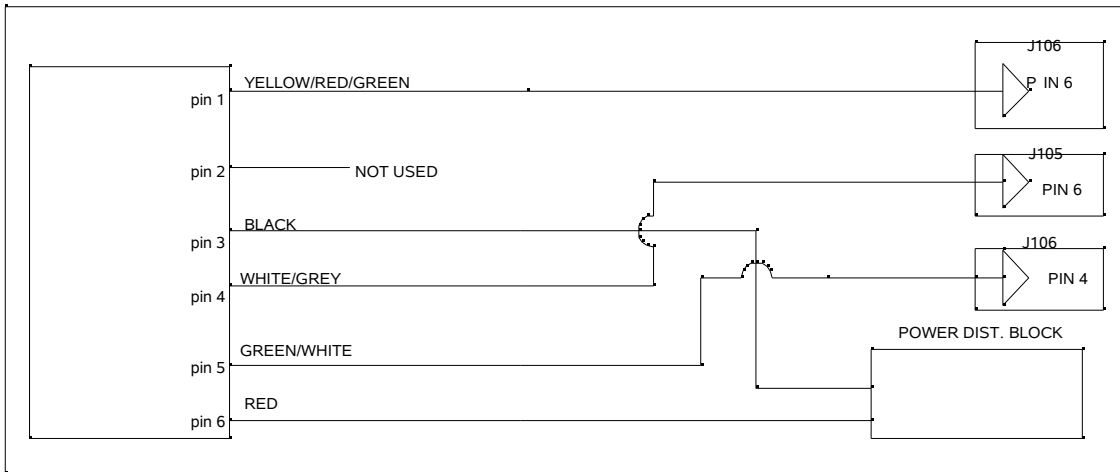 J106
YELLOW/RED/GREEN
pin 1
P IN 6
pin 2
NOT USED
J105
PIN 6
BLACK
pin 3
J106
WHITE/GREY
PIN 4
pin 4
POWER DIST. BLOCK
GREEN/WHITE
pin 5
RED
pin 6